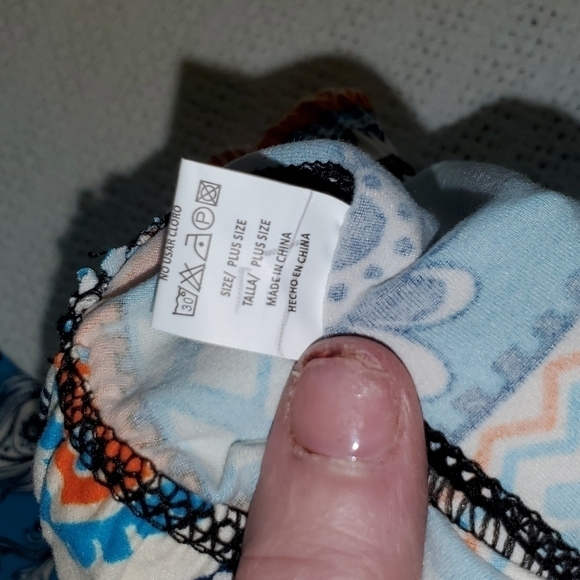 NO USAR CLORO
30°
P
SIZE/ PLUS SIZE
TALLA/ PLUS SIZE
MADE IN CHINA
HECHO EN CHINA